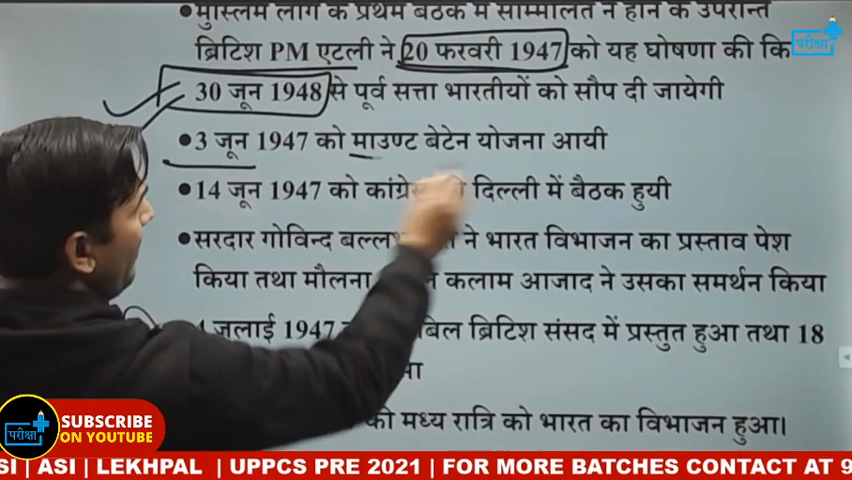 •मुस्लिम लीग के प्रथम बैठक में सम्मिलित न होने के उपरान्त
ब्रिटिश PM एटली ने 20 फरवरी 1947 को यह घोषणा की कि
30 जून 1948 से पूर्व सत्ता भारतीयों को सौप दी जायेगी
•3 जून 1947 को माउण्ट बेटेन योजना आयी
•14 जून 1947 को कांग्रेस दिल्ली में बैठक हुयी
•सरदार गोविन्द ने भारत विभाजन का प्रस्ताव पेश
किया तथा मौलना कलाम आजाद ने उसका समर्थन किया
जुलाई 1947 बिल ब्रिटिश संसद में प्रस्तुत हुआ तथा 18
की मध्य रात्रि को भारत का विभाजन हुआ।
परीक्षा
परीक्षा
SUBSCRIBE
ON YOUTUBE
SI | ASI | LEKHPAL | UPPCS PRE 2021 | FOR MORE BATCHES CONTACT AT 9